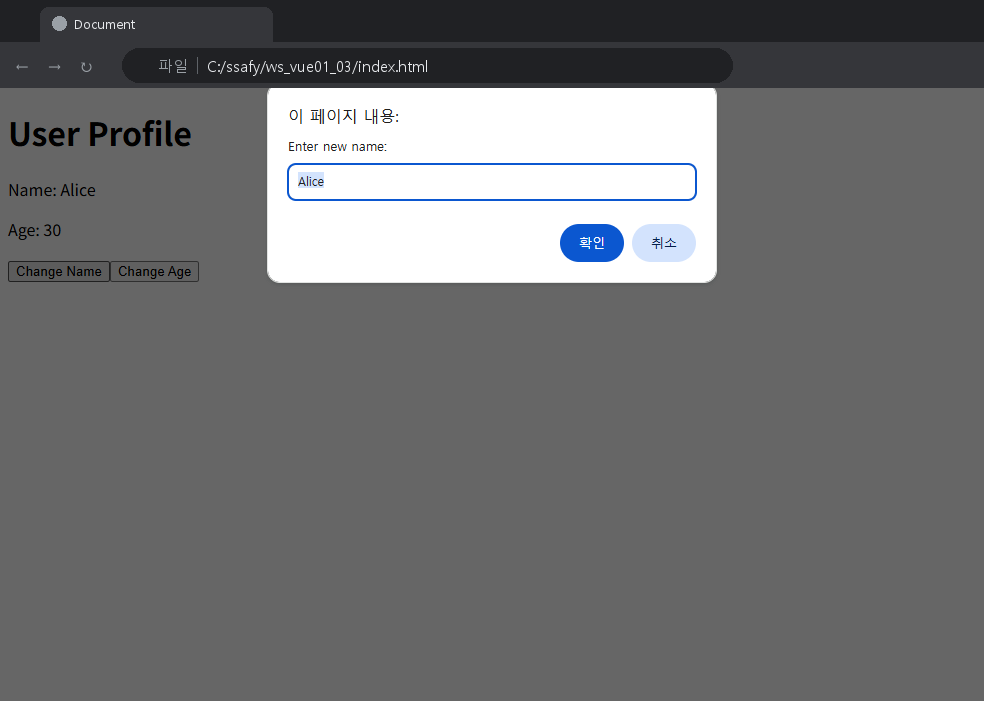 Document
파일 C:/ssafy/ws_vue01_03/index.html
이 페이지 내용:
Enter new name:
Alice
확인 취소
User Profile
Name: Alice
Age: 30
Change Name Change Age